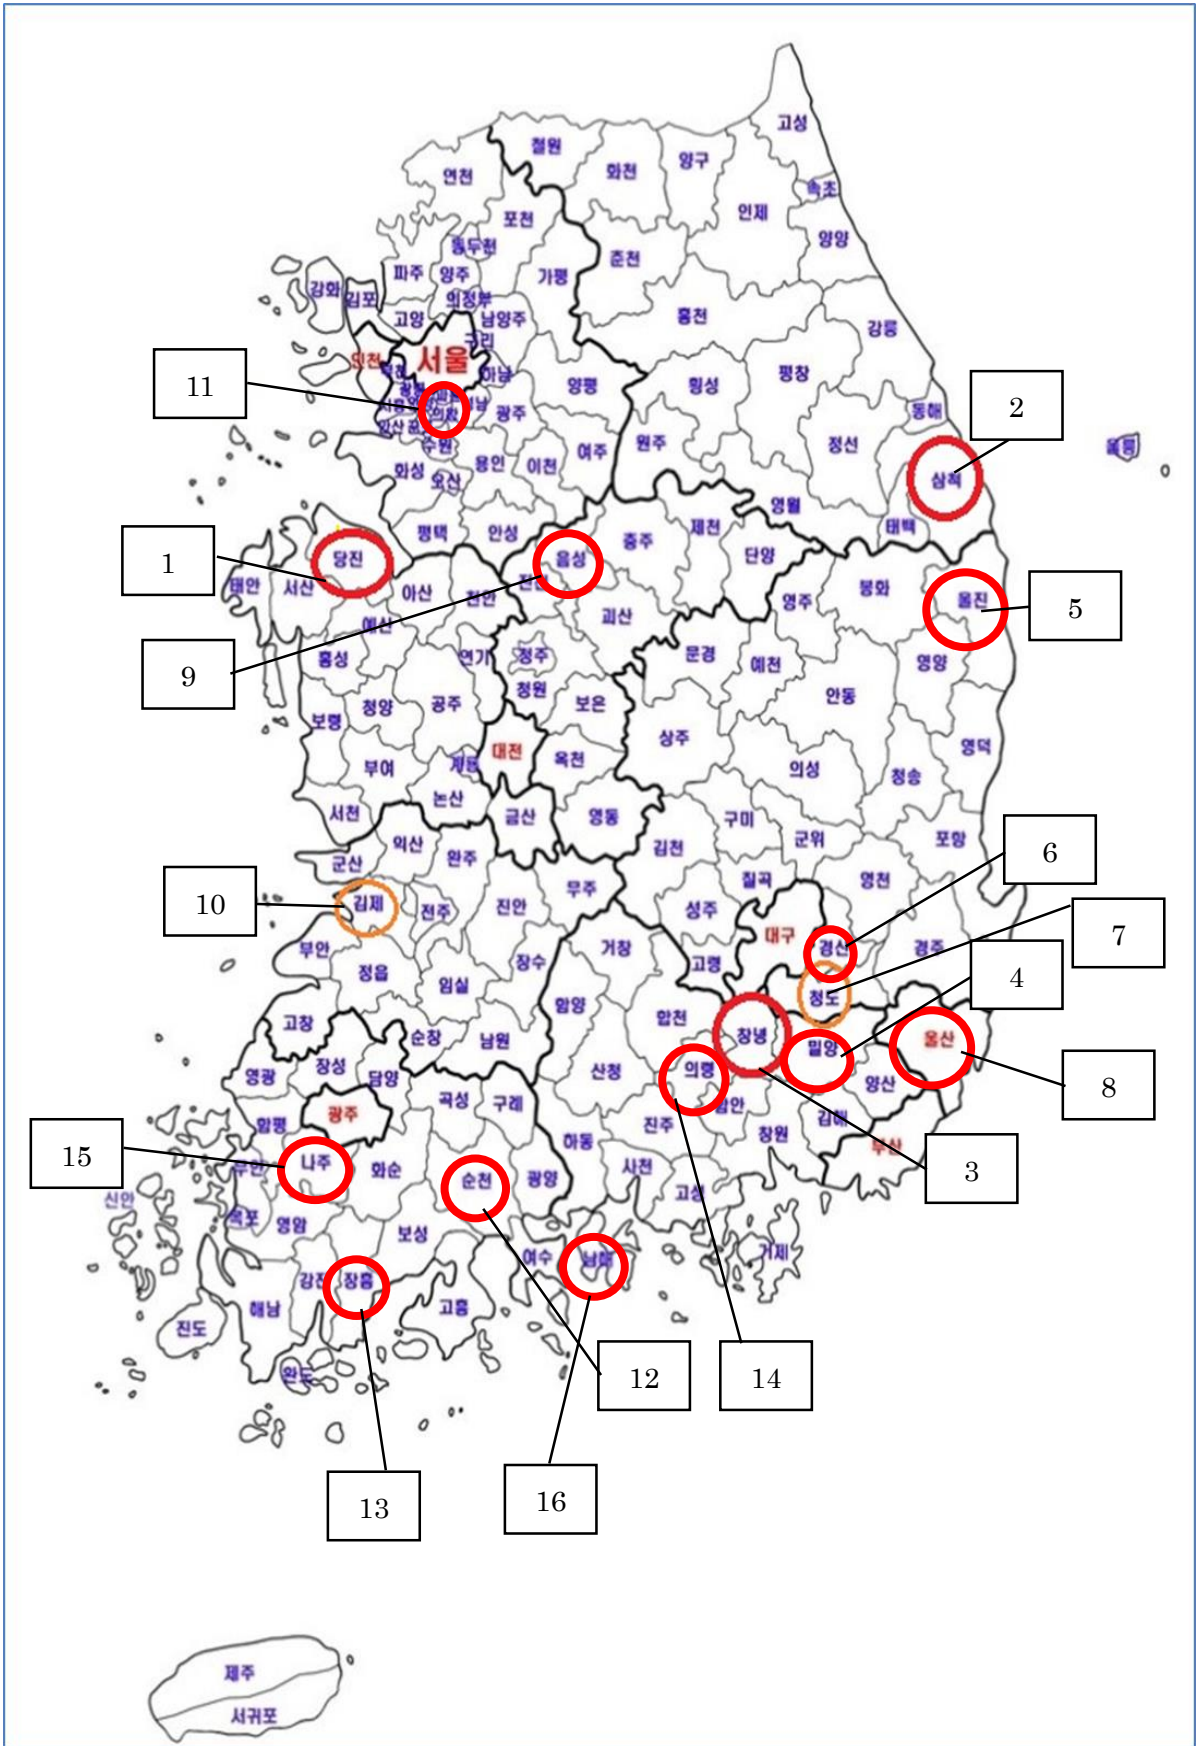 고성
철원
양구
화천
연천
속초
인제
포천
양양
동두천
춘천
파주
양주
가평
강화
김포
의정부
고양
남양주
홍천
강릉
구리
인천
서울
하남
평창
양평
횡성
11
광주
동해
2
의왕
안산
수원
원주
정선
울릉
여주
화성
용인
이천
오산
삼척
영월
평택
안성
제천
태백
충주
1
당진
음성
단양
태안
서산
아산
진천
천안
영주
봉화
울진
5
예산
괴산
9
홍성
연기
청주
문경
예천
영양
청원
안동
보령
청양
공주
보은
상주
대전
영덕
부여
계룡
옥천
의성
청송
논산
서천
금산
영동
구미
군위
포항
익산
김천
6
군산
완주
칠곡
영천
무주
10
김제
전주
진안
성주
대구
경산
경주
7
부안
거창
고령
정읍
장수
임실
청도
4
함양
합천
고창
순창
남원
창녕
밀양
울산
장성
담양
산청
의령
영광
양산
8
곡성
구례
함안
광주
함평
진주
김해
창원
부산
15
무안
나주
화순
하동
사천
3
순천
광양
고성
신안
목포
영암
보성
여수
남해
거제
강진
장흥
해남
고흥
진도
완도
12
14
13
16
제주
서귀포